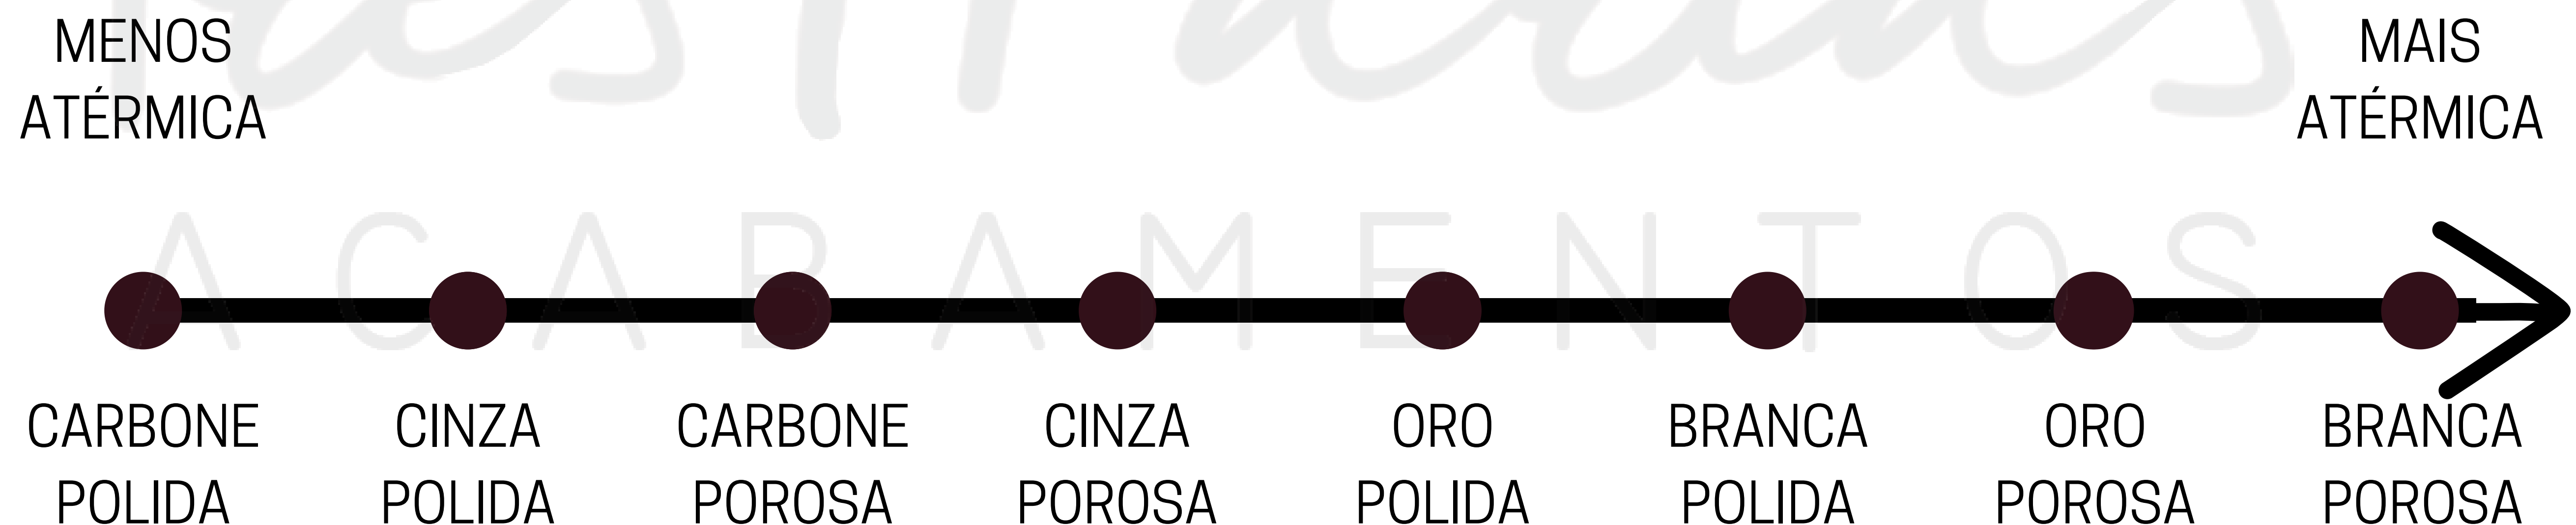 MENOS
ATÉRMICA
MAIS
ATÉRMICA
ACABAMENTOS
CARBONE
POLIDA
CINZA
POLIDA
CARBONE
POROSA
CINZA
POROSA
ORO
POLIDA
BRANCA
POLIDA
ORO
POROSA
BRANCA
POROSA